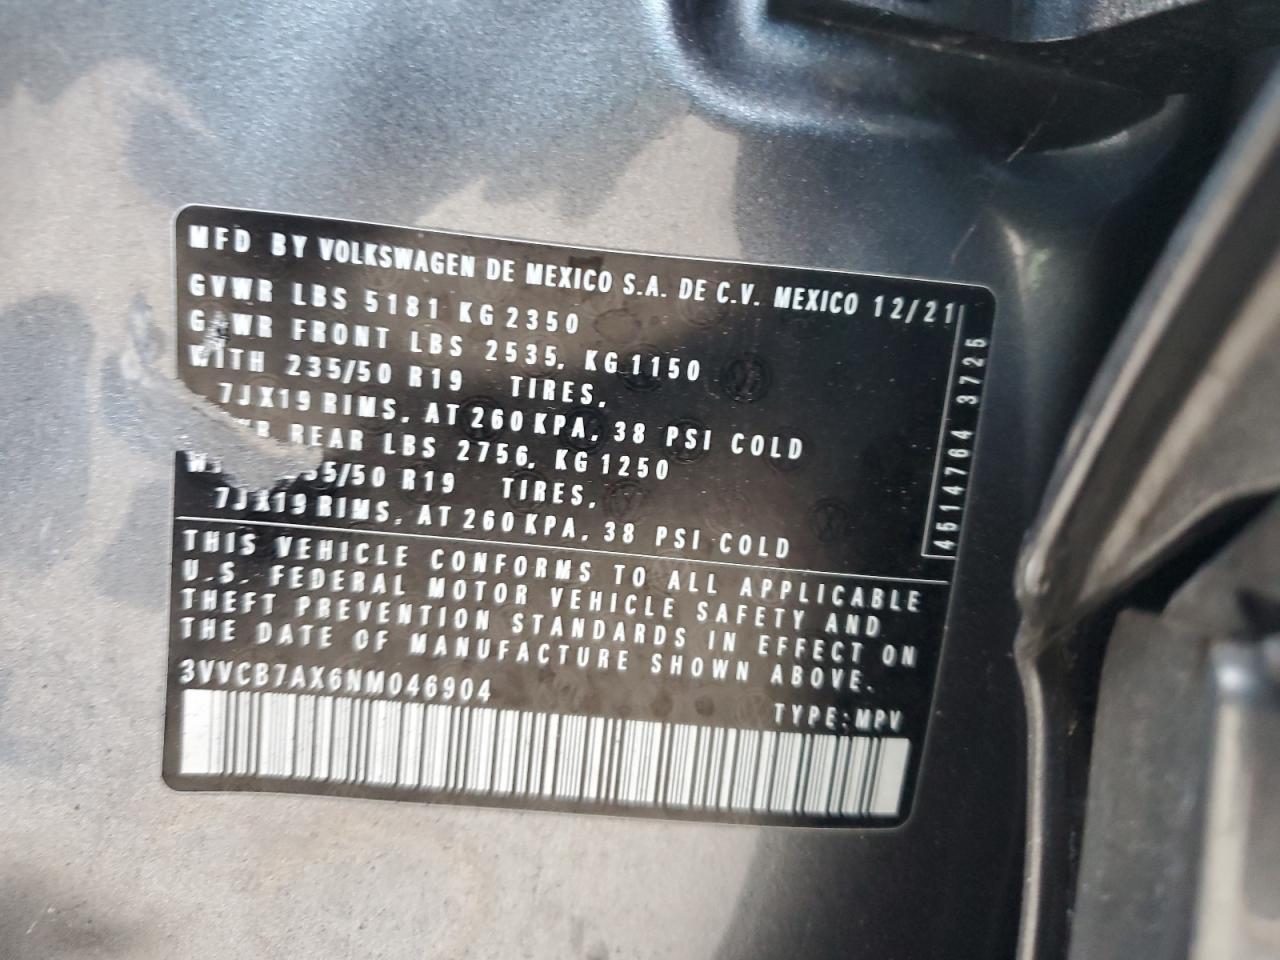 MFD BY VOLKSWAGEN DE MEXICO S.A. DE C.V. MEXICO 12/21
GVWR LBS 5181 KG 2350
GAWR FRONT LBS 2535, KG 1150
WITH 235/50 R19 TIRES,
7JX19 RIMS, AT 260 KPA, 38 PSI COLD
REAR LBS 2756, KG 1250
R19 TIRES,
7JX19 RIMS, AT 260 KPA, 38 PSI COLD
THIS VEHICLE CONFORMS TO ALL APPLICABLE
U.S. FEDERAL MOTOR VEHICLE SAFETY AND
THEFT PREVENTION STANDARDS IN EFFECT ON
THE DATE OF MANUFACTURE SHOWN ABOVE.
3VVCB7AX6NM046904
TYPE:MPV
4514764 3725